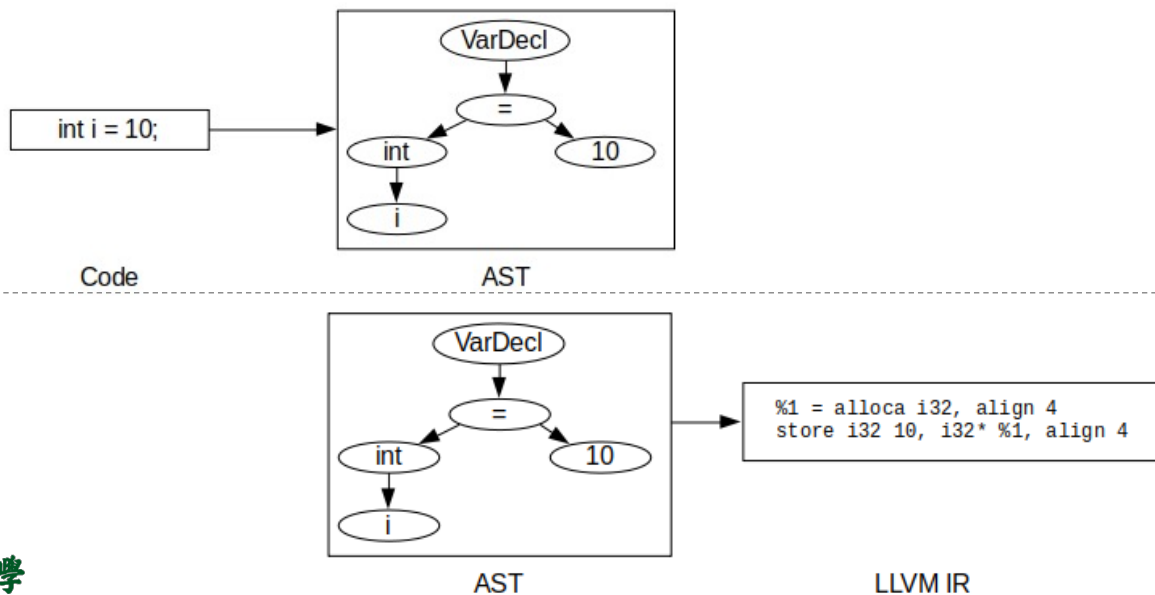 VarDecl
=
int i = 10;
int
10
i
Code
AST
VarDecl
=
%1 = alloca i32, align 4
store i32 10, i32* %1, align 4
int
10
i
學
AST
LLVM IR